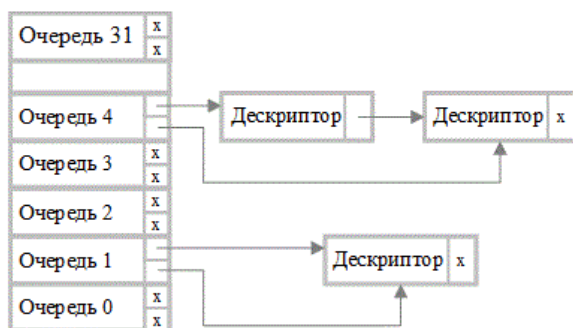 Очередь 31 x
x
Очередь 4 Дескриптор Дескриптор x
Очередь 3 x
x
Очередь 2 x
x
Очередь 1 Дескриптор x
Очередь 0 x
x